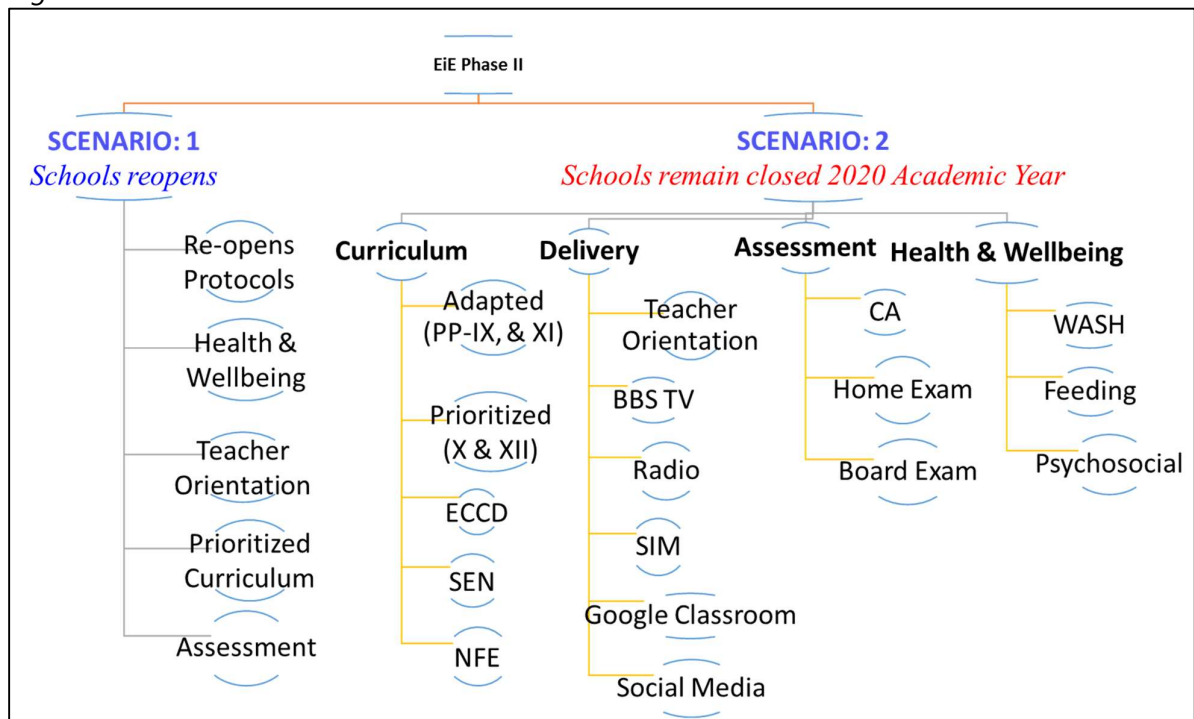 EiE Phase II
SCENARIO: 1
Schools reopens
Re-opens
Protocols
Health &
Wellbeing
Teacher
Orientation
Prioritized
Curriculum
Assessment
SCENARIO: 2
Schools remain closed 2020 Academic Year
Curriculum
Adapted
(PP-IX, & XI)
Prioritized
(X & XII)
ECCD
SEN
NFE
Delivery
Teacher
Orientation
BBS TV
Radio
SIM
Google Classroom
Social Media
Assessment
CA
Home Exam
Board Exam
Health & Wellbeing
WASH
Feeding
Psychosocial